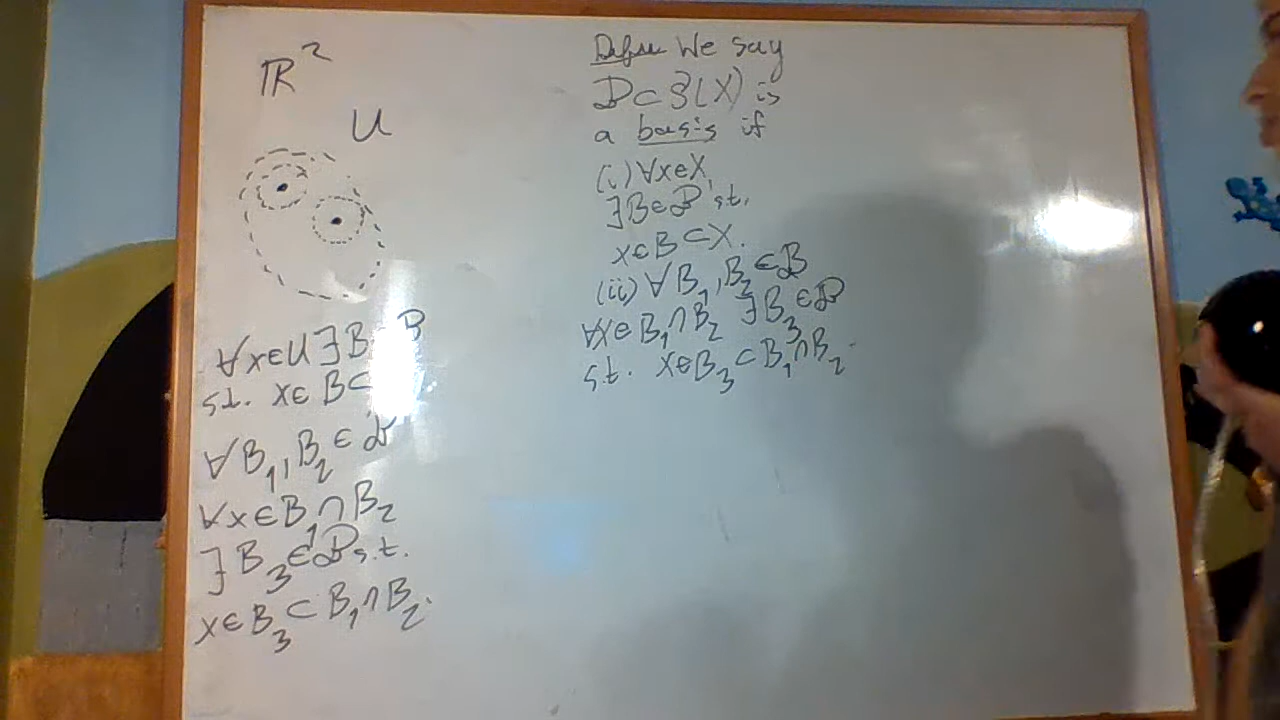 ℝ²
U
∀x∈U ∃B B
s.t. x∈B⊂
∀B₁,B₂∈𝓑
∀x∈B₁∩B₂
∃B₃∈𝓑 s.t.
x∈B₃⊂B₁∩B₂.
Defn We say
𝓑⊂𝒫(X) is
a basis if
(i) ∀x∈X,
∃B∈𝓑 s.t.
x∈B⊂X.
(ii) ∀B₁,B₂∈𝓑
∀x∈B₁∩B₂ ∃B₃∈𝓑
s.t. x∈B₃⊂B₁∩B₂.